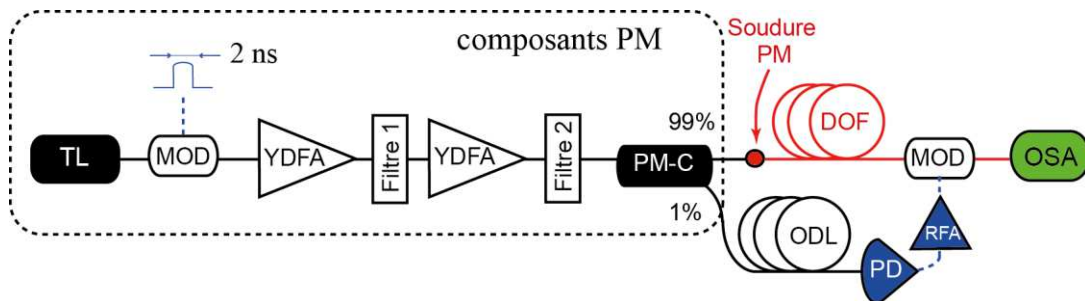 composants PM
2 ns
Soudure
PM
TL
MOD
YDFA
Filtre 1
YDFA
Filtre 2
99%
PM-C
1%
DOF
MOD
OSA
ODL
PD
RFA